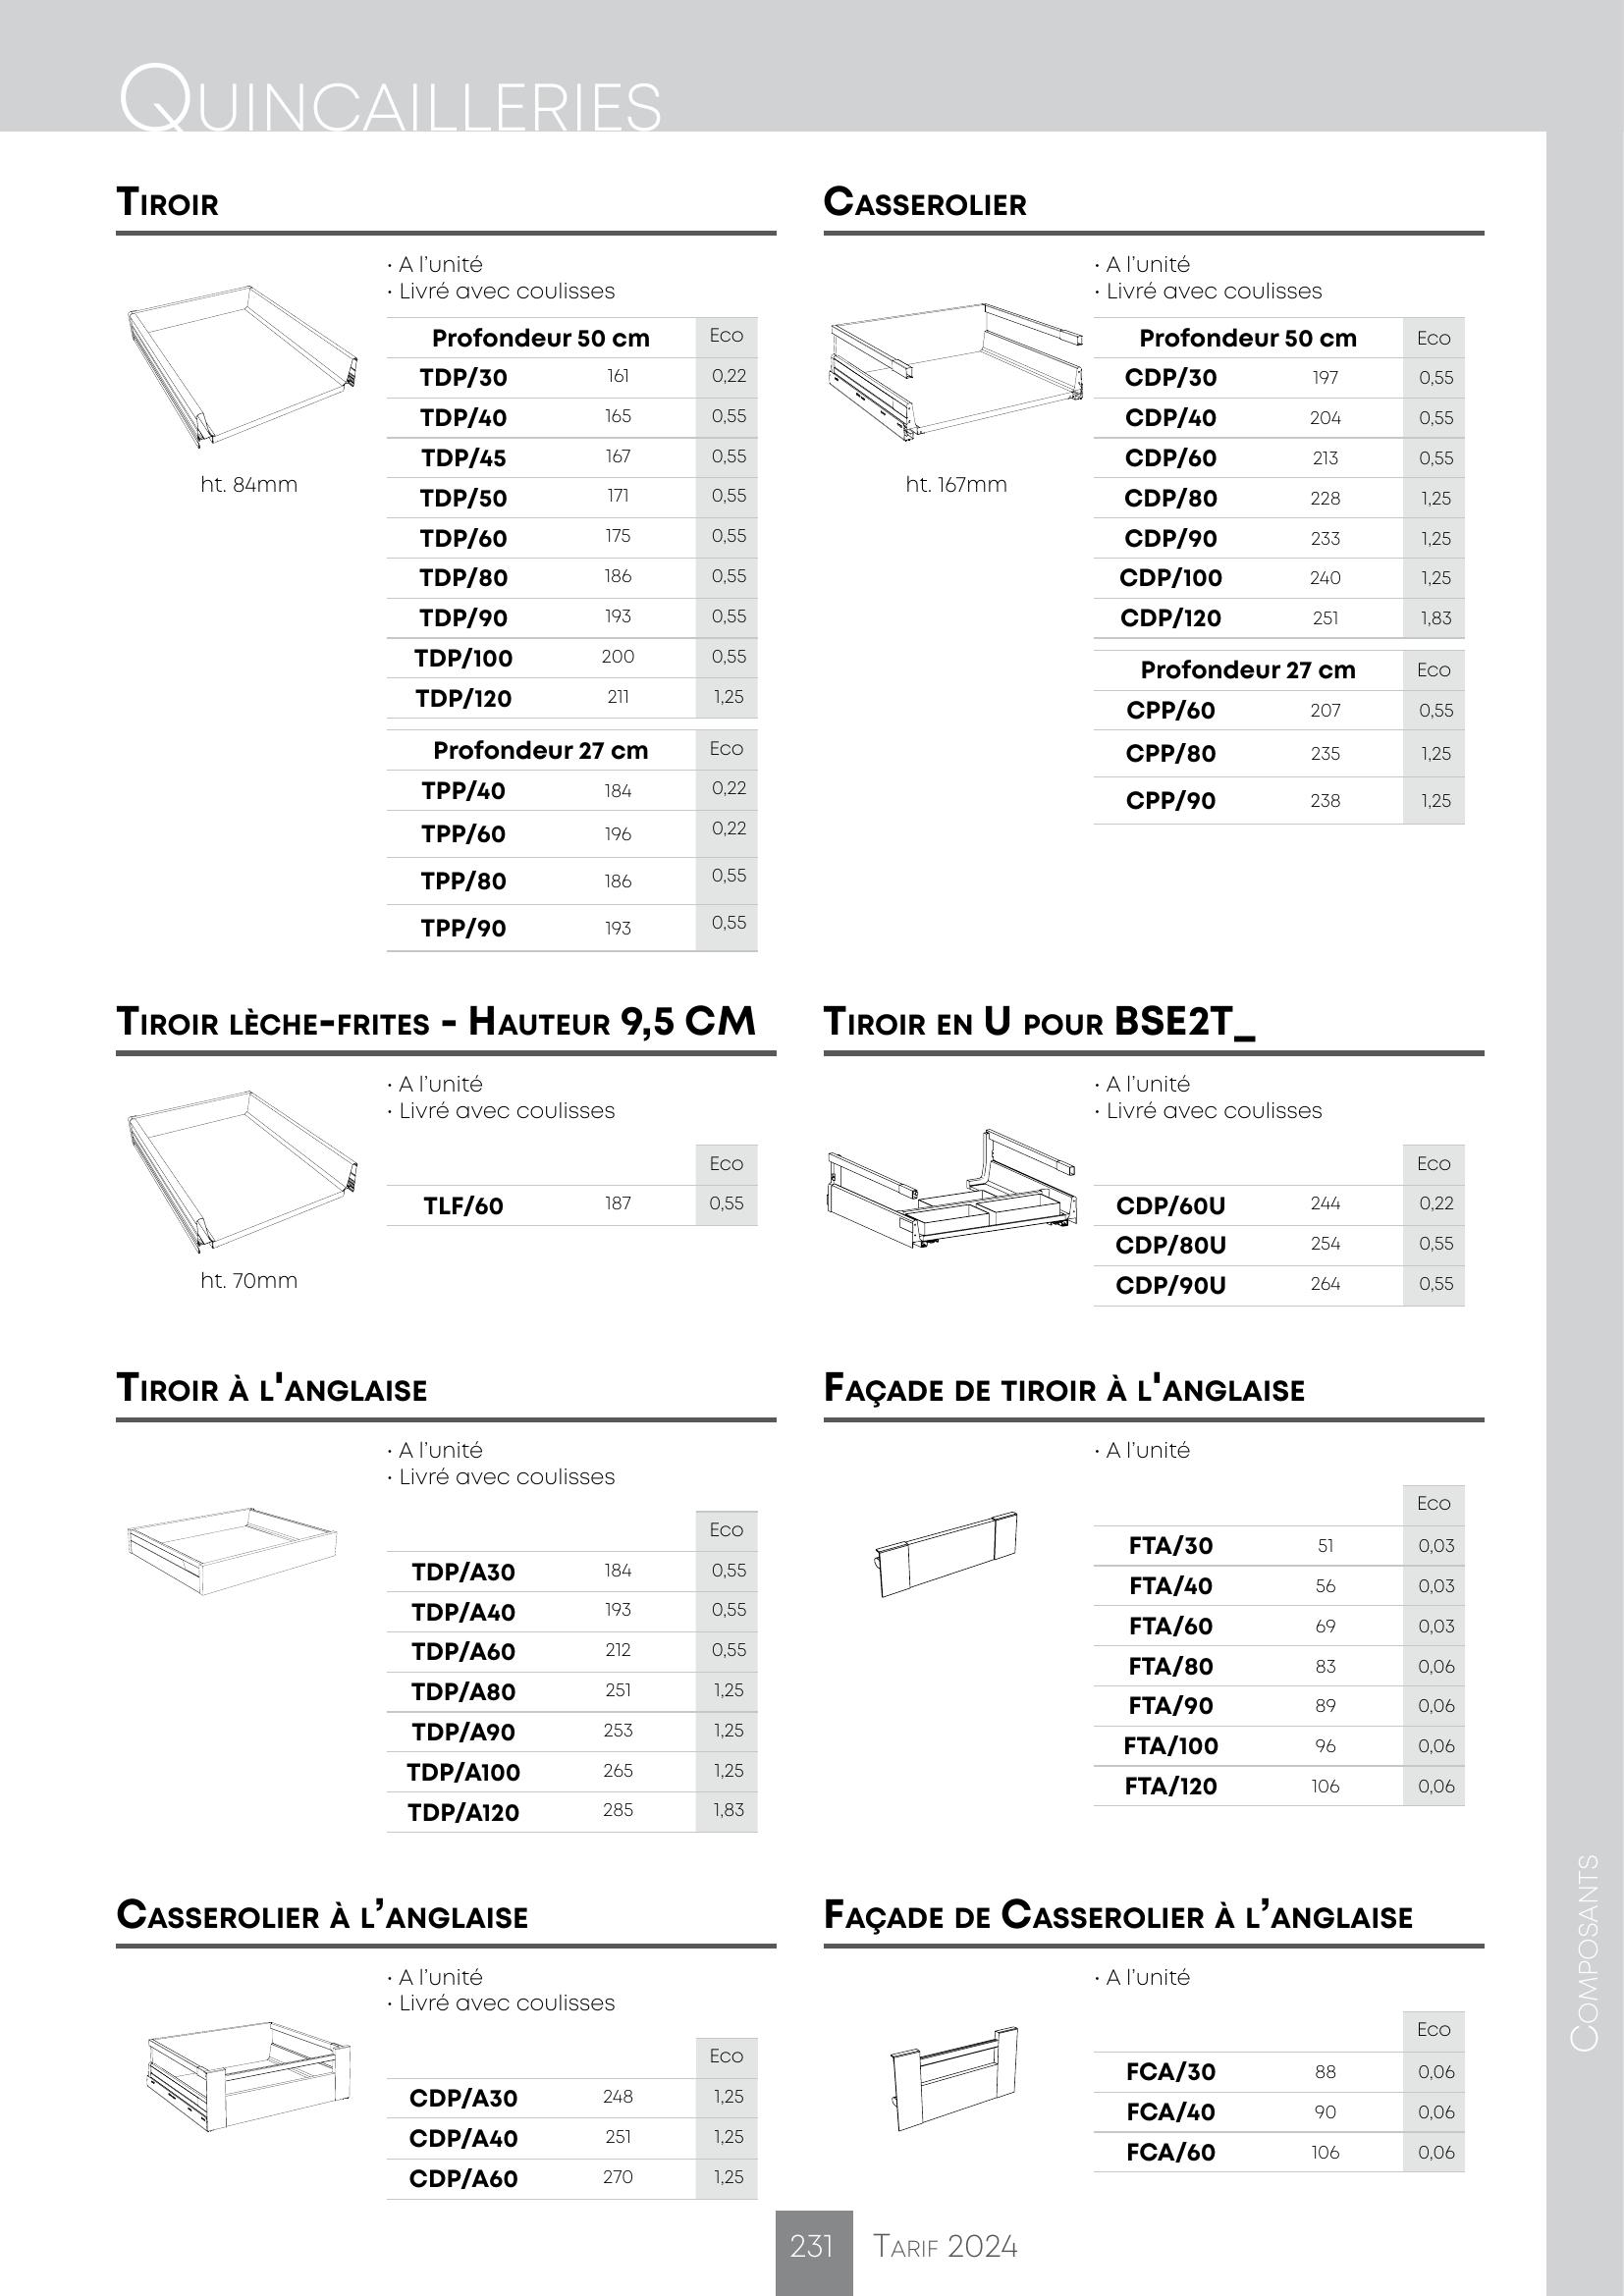 Quincailleries
Tiroir
· A l'unité
· Livré avec coulisses
ht. 84mm
Profondeur 50 cm Eco
TDP/30 161 0,22
TDP/40 165 0,55
TDP/45 167 0,55
TDP/50 171 0,55
TDP/60 175 0,55
TDP/80 186 0,55
TDP/90 193 0,55
TDP/100 200 0,55
TDP/120 211 1,25
Profondeur 27 cm Eco
TPP/40 184 0,22
TPP/60 196 0,22
TPP/80 186 0,55
TPP/90 193 0,55
Casserolier
· A l'unité
· Livré avec coulisses
ht. 167mm
Profondeur 50 cm Eco
CDP/30 197 0,55
CDP/40 204 0,55
CDP/60 213 0,55
CDP/80 228 1,25
CDP/90 233 1,25
CDP/100 240 1,25
CDP/120 251 1,83
Profondeur 27 cm Eco
CPP/60 207 0,55
CPP/80 235 1,25
CPP/90 238 1,25
Tiroir lèche-frites - Hauteur 9,5 CM
· A l'unité
· Livré avec coulisses
Eco
TLF/60 187 0,55
ht. 70mm
Tiroir en U pour BSE2T_
· A l'unité
· Livré avec coulisses
Eco
CDP/60U 244 0,22
CDP/80U 254 0,55
CDP/90U 264 0,55
Tiroir à l'anglaise
· A l'unité
· Livré avec coulisses
Eco
TDP/A30 184 0,55
TDP/A40 193 0,55
TDP/A60 212 0,55
TDP/A80 251 1,25
TDP/A90 253 1,25
TDP/A100 265 1,25
TDP/A120 285 1,83
Façade de tiroir à l'anglaise
· A l'unité
Eco
FTA/30 51 0,03
FTA/40 56 0,03
FTA/60 69 0,03
FTA/80 83 0,06
FTA/90 89 0,06
FTA/100 96 0,06
FTA/120 106 0,06
Casserolier à l'anglaise
· A l'unité
· Livré avec coulisses
Eco
CDP/A30 248 1,25
CDP/A40 251 1,25
CDP/A60 270 1,25
Façade de Casserolier à l'anglaise
· A l'unité
Eco
FCA/30 88 0,06
FCA/40 90 0,06
FCA/60 106 0,06
Composants
231 Tarif 2024